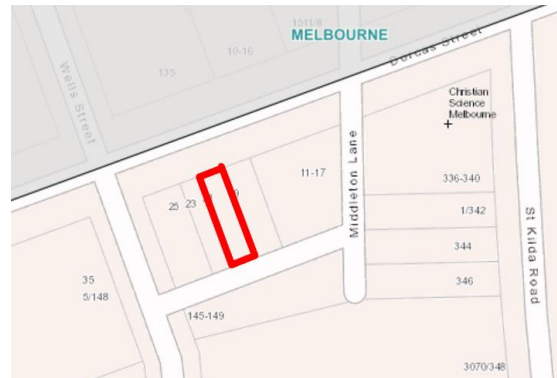 1511/8
MELBOURNE
10-16
Dorcas Street
135
Wells Street
Christian
Science
Melbourne
11-17
Middleton Lane
336-340
25
23
1/342
St Kilda Road
344
35
5/148
346
145-149
3070/348